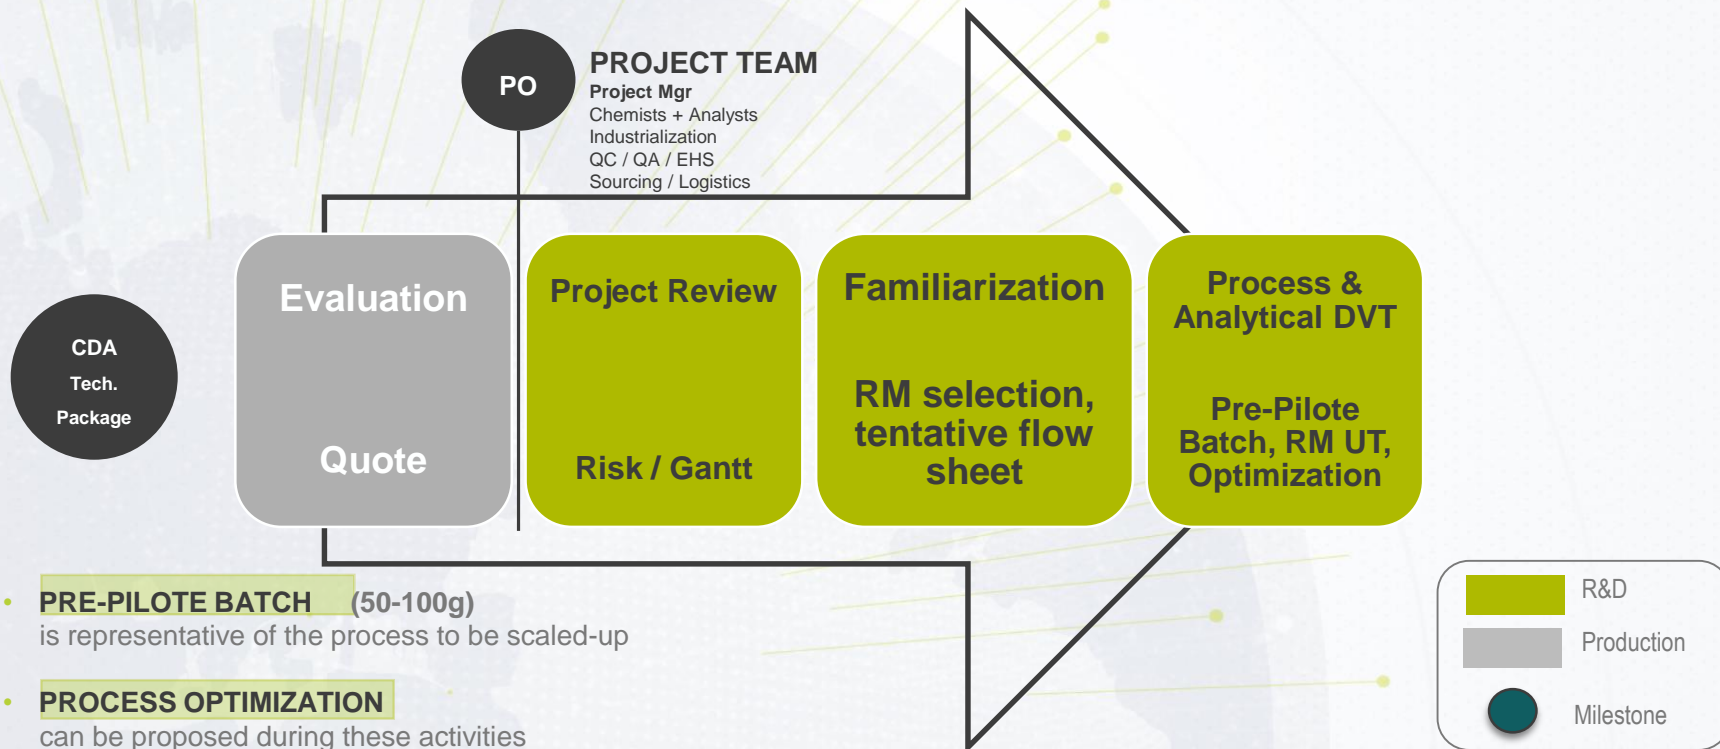 PO
PROJECT TEAM
Project Mgr
Chemists + Analysts
Industrialization
QC / QA / EHS
Sourcing / Logistics
CDA
Tech.
Package
Evaluation
Quote
Project Review
Risk / Gantt
Familiarization
RM selection,
tentative flow
sheet
Process &
Analytical DVT
Pre-Pilote
Batch, RM UT,
Optimization
• PRE-PILOTE BATCH (50-100g)
is representative of the process to be scaled-up
• PROCESS OPTIMIZATION
can be proposed during these activities
R&D
Production
Milestone